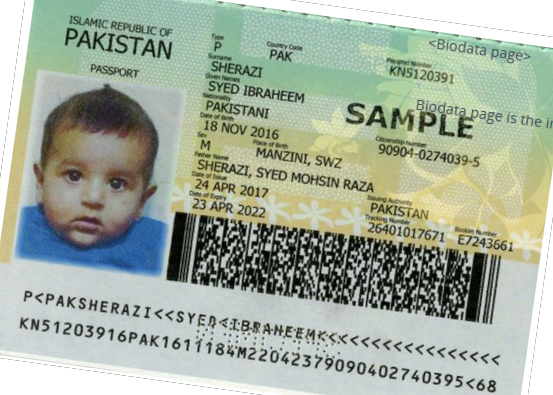 ISLAMIC REPUBLIC OF
PAKISTAN
PASSPORT
<Biodata page>
Type
P
Country Code
PAK
Passport Number
KN5120391
Surname
SHERAZI
Given Names
SYED IBRAHEEM
Biodata page is the in
SAMPLE
Nationality
PAKISTANI
Date of Birth
18 NOV 2016
Citizenship Number
90904-0274039-5
Sex
M
Place of Birth
MANZINI, SWZ
Father Name
SHERAZI, SYED MOHSIN RAZA
Date of Issue
24 APR 2017
Issuing Authority
PAKISTAN
Date of Expiry
23 APR 2022
Tracking Number
26401017671
Booklet Number
E7243661
P<PAKSHERAZI<<SYED<IBRAHEEM<<<<<<<<<<<<<<<<<
KN51203916PAK1611184M22042379090402740395<68